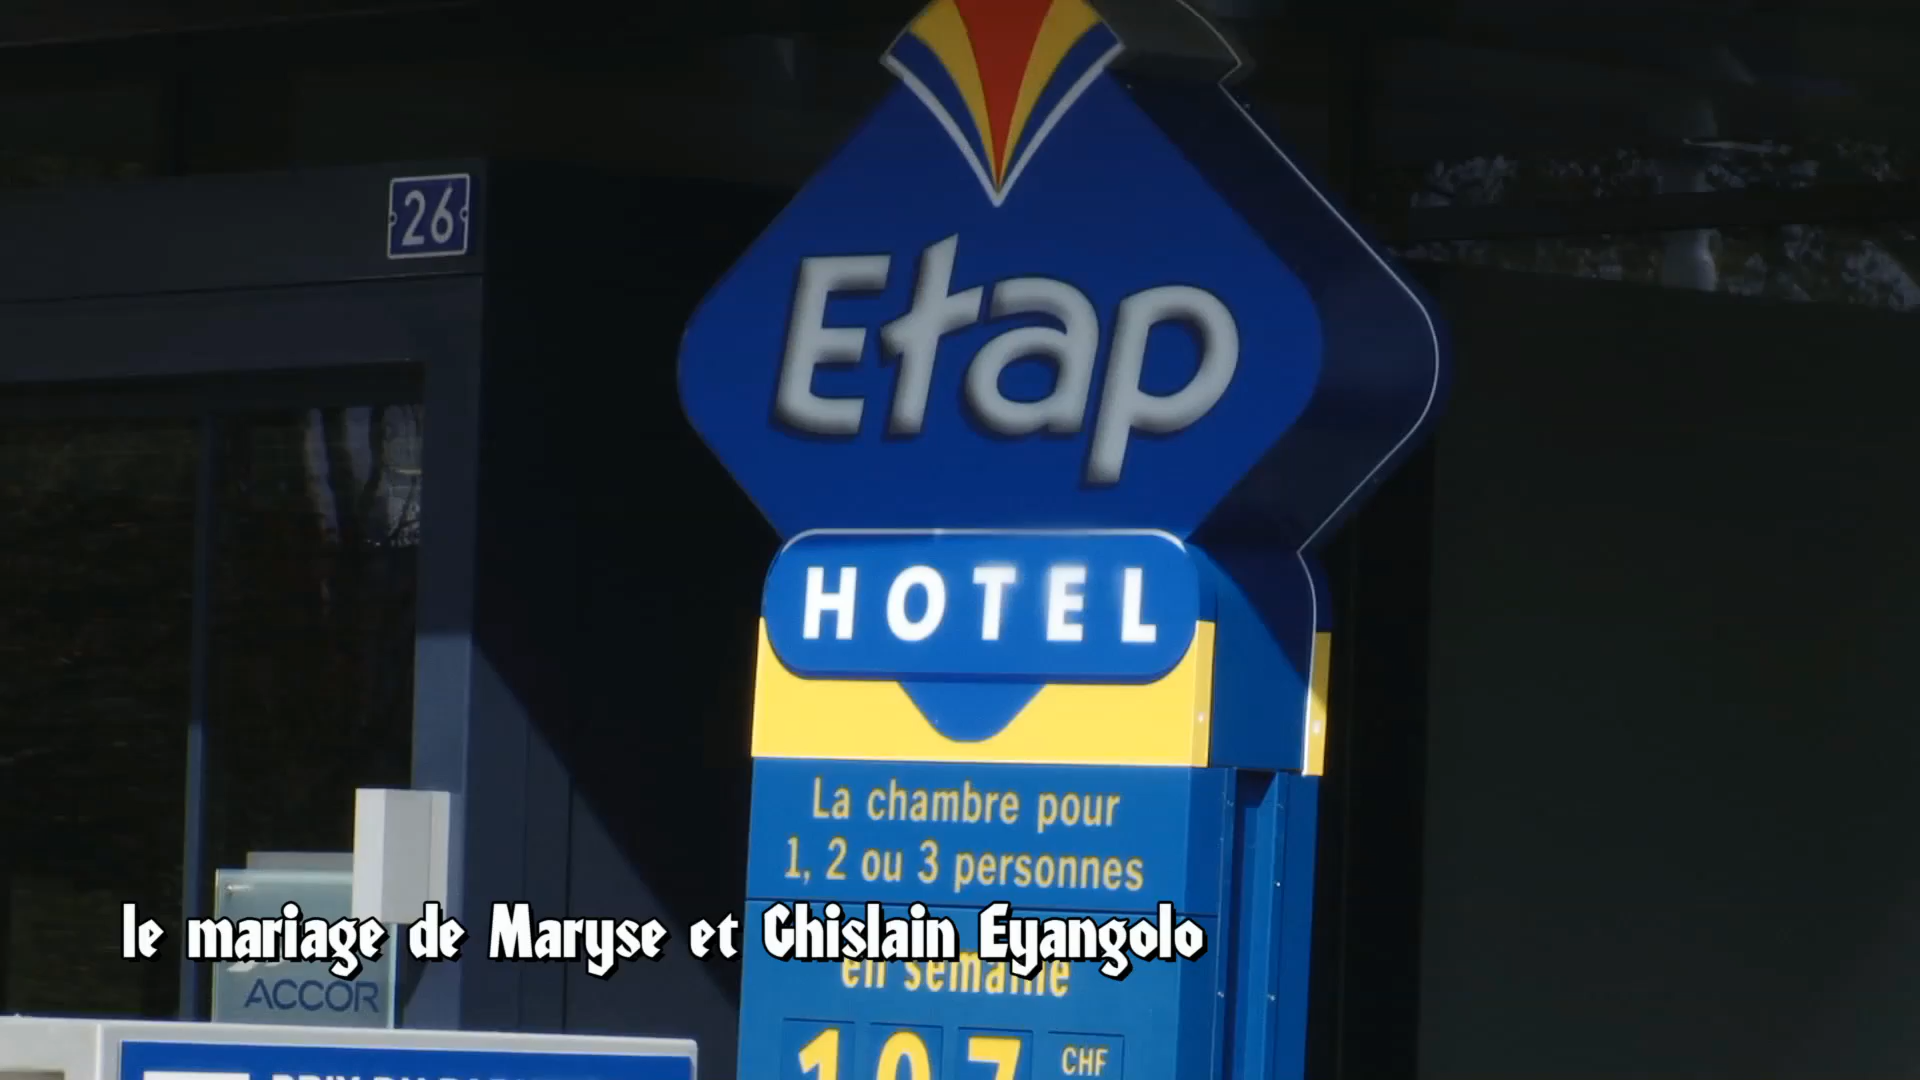 26
Etap
HOTEL
La chambre pour
1, 2 ou 3 personnes
le mariage de Maryse et Ghislain Eyangolo
en semaine
ACCOR
107 CHF